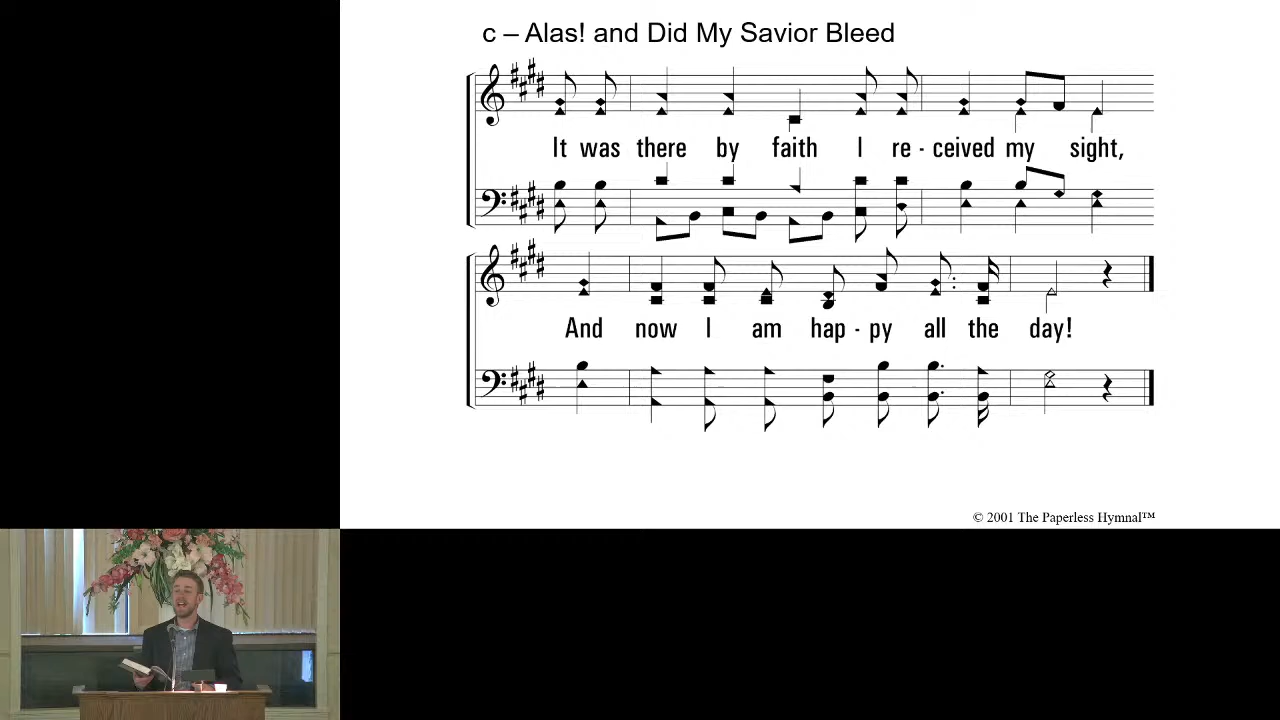 c – Alas! and Did My Savior Bleed
It was there by faith I re - ceived my sight,
And now I am hap - py all the day!
© 2001 The Paperless Hymnal™